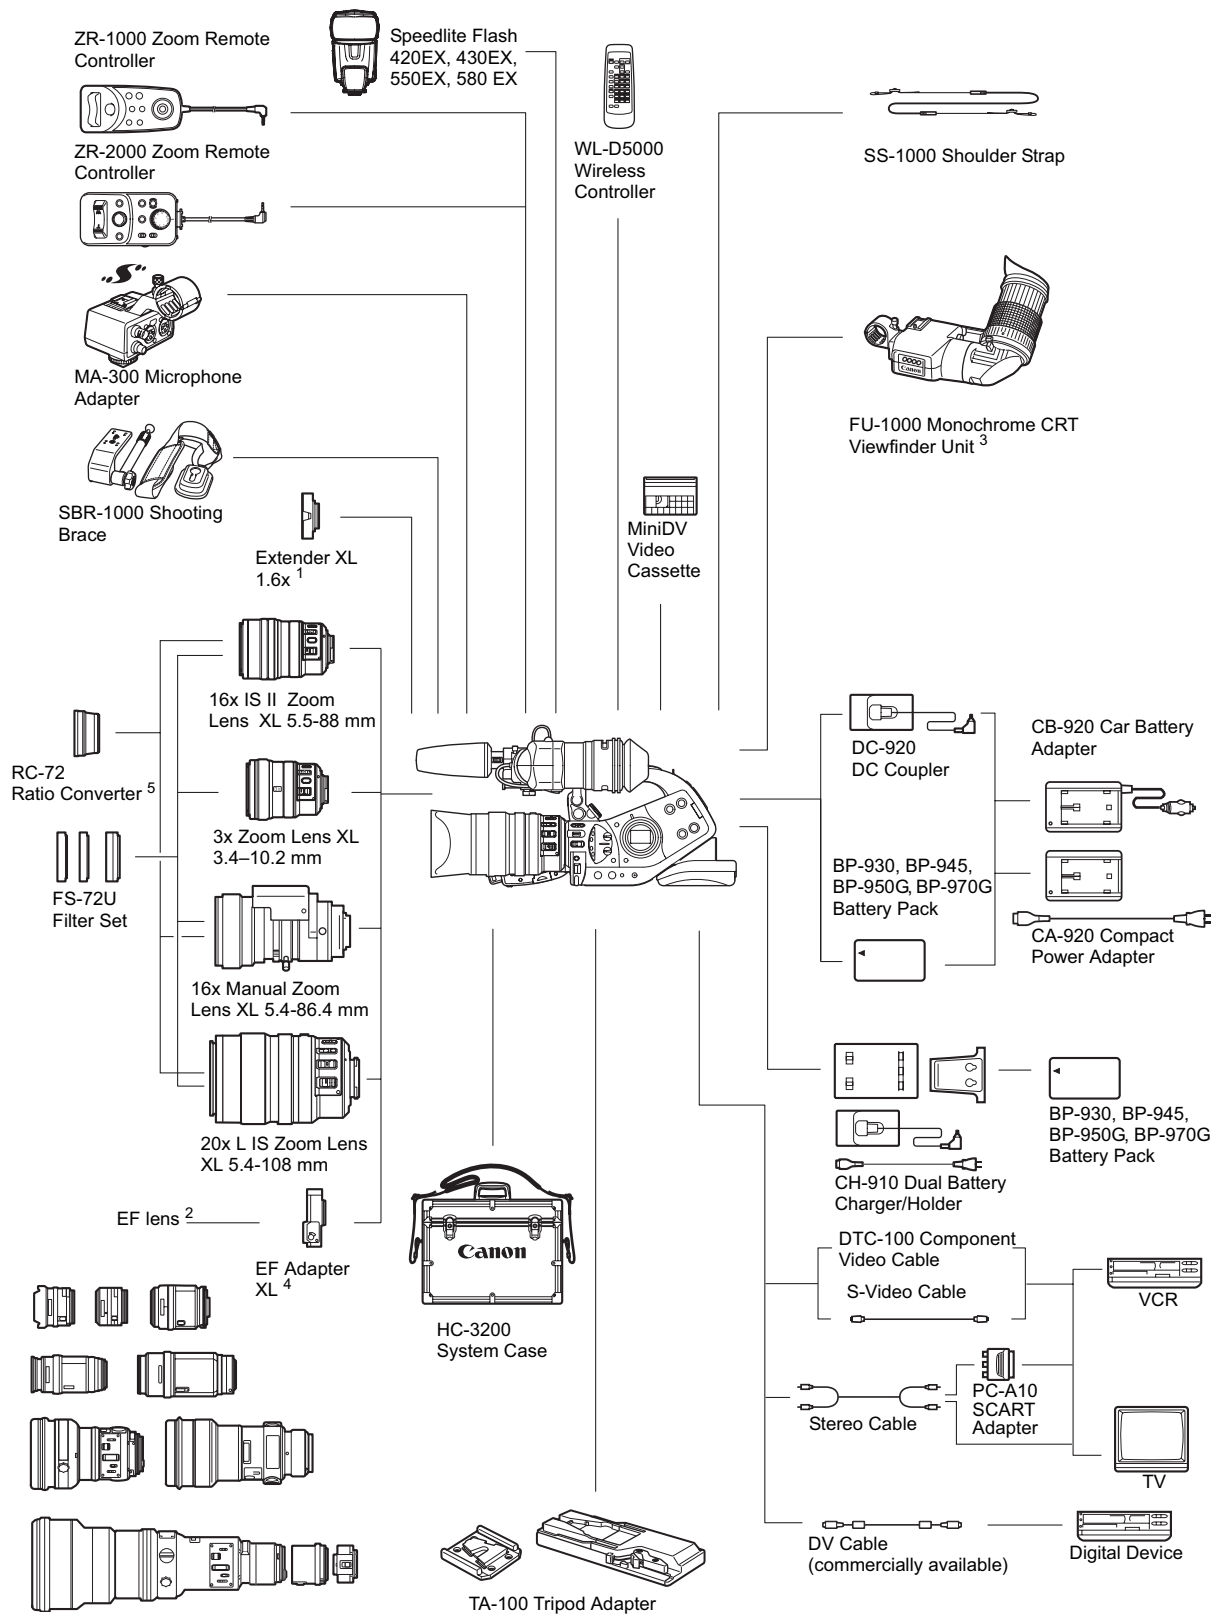 ZR-1000 Zoom Remote
Controller
Speedlite Flash
420EX, 430EX,
550EX, 580 EX
ZR-2000 Zoom Remote
Controller
WL-D5000
Wireless
Controller
SS-1000 Shoulder Strap
MA-300 Microphone
Adapter
Canon
FU-1000 Monochrome CRT
Viewfinder Unit 3
SBR-1000 Shooting
Brace
Extender XL
1.6x 1
MiniDV
Video
Cassette
16x IS II Zoom
Lens XL 5.5-88 mm
RC-72
Ratio Converter 5
3x Zoom Lens XL
3.4–10.2 mm
FS-72U
Filter Set
16x Manual Zoom
Lens XL 5.4-86.4 mm
20x L IS Zoom Lens
XL 5.4-108 mm
EF lens 2
EF Adapter
XL 4
Canon
HC-3200
System Case
TA-100 Tripod Adapter
DC-920
DC Coupler
CB-920 Car Battery
Adapter
BP-930, BP-945,
BP-950G, BP-970G
Battery Pack
CA-920 Compact
Power Adapter
BP-930, BP-945,
BP-950G, BP-970G
Battery Pack
CH-910 Dual Battery
Charger/Holder
DTC-100 Component
Video Cable
S-Video Cable
VCR
PC-A10
SCART
Adapter
Stereo Cable
TV
DV Cable
(commercially available)
Digital Device